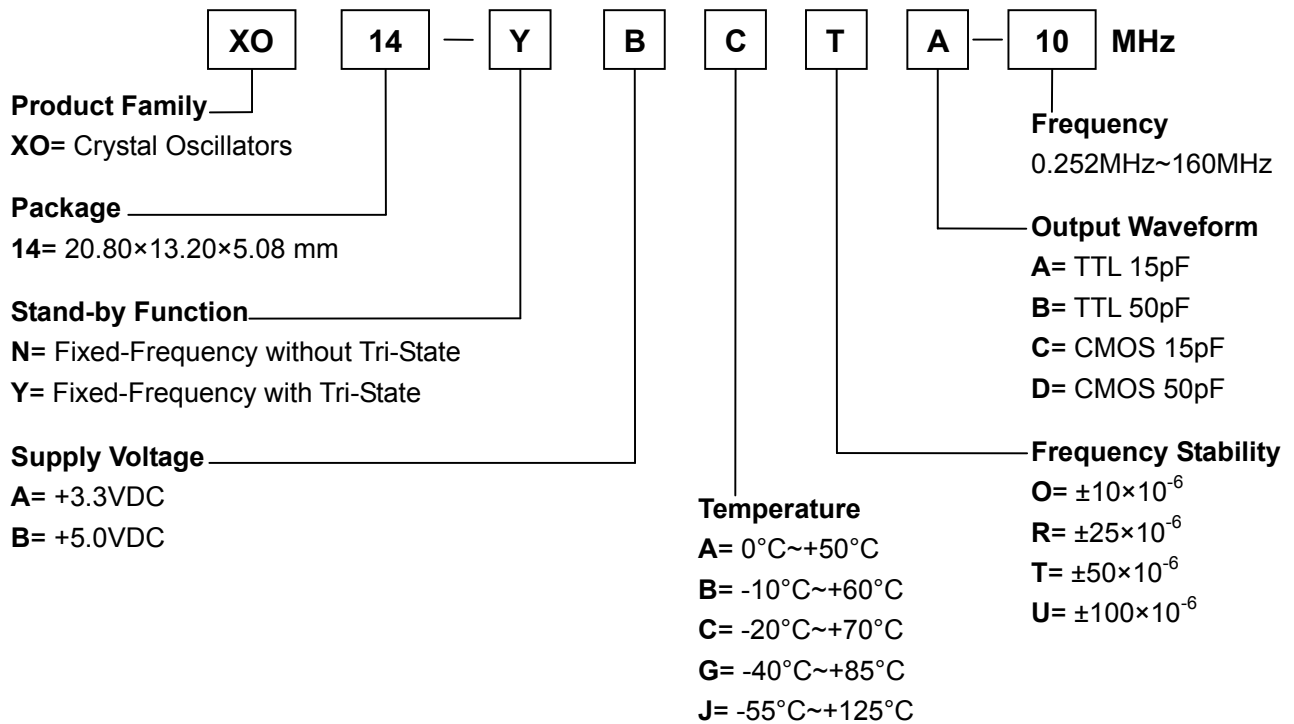 XO 14 — Y B C T A — 10 MHz
Product Family
XO= Crystal Oscillators
Package
14= 20.80×13.20×5.08 mm
Stand-by Function
N= Fixed-Frequency without Tri-State
Y= Fixed-Frequency with Tri-State
Supply Voltage
A= +3.3VDC
B= +5.0VDC
Temperature
A= 0°C~+50°C
B= -10°C~+60°C
C= -20°C~+70°C
G= -40°C~+85°C
J= -55°C~+125°C
Frequency
0.252MHz~160MHz
Output Waveform
A= TTL 15pF
B= TTL 50pF
C= CMOS 15pF
D= CMOS 50pF
Frequency Stability
O= ±10×10⁻⁶
R= ±25×10⁻⁶
T= ±50×10⁻⁶
U= ±100×10⁻⁶